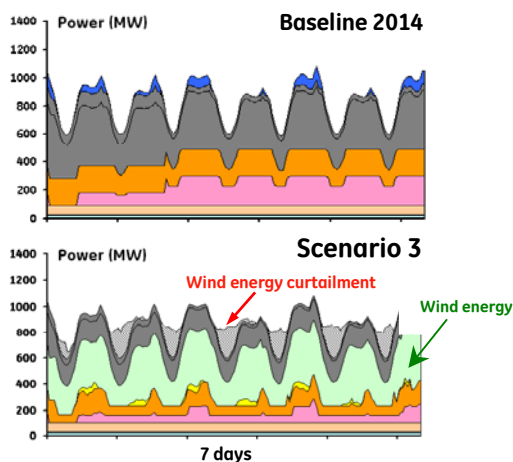 Baseline 2014
Power (MW)
1400
1200
1000
800
600
400
200
0
Scenario 3
Power (MW)
Wind energy curtailment
Wind energy
1400
1200
1000
800
600
400
200
0
7 days